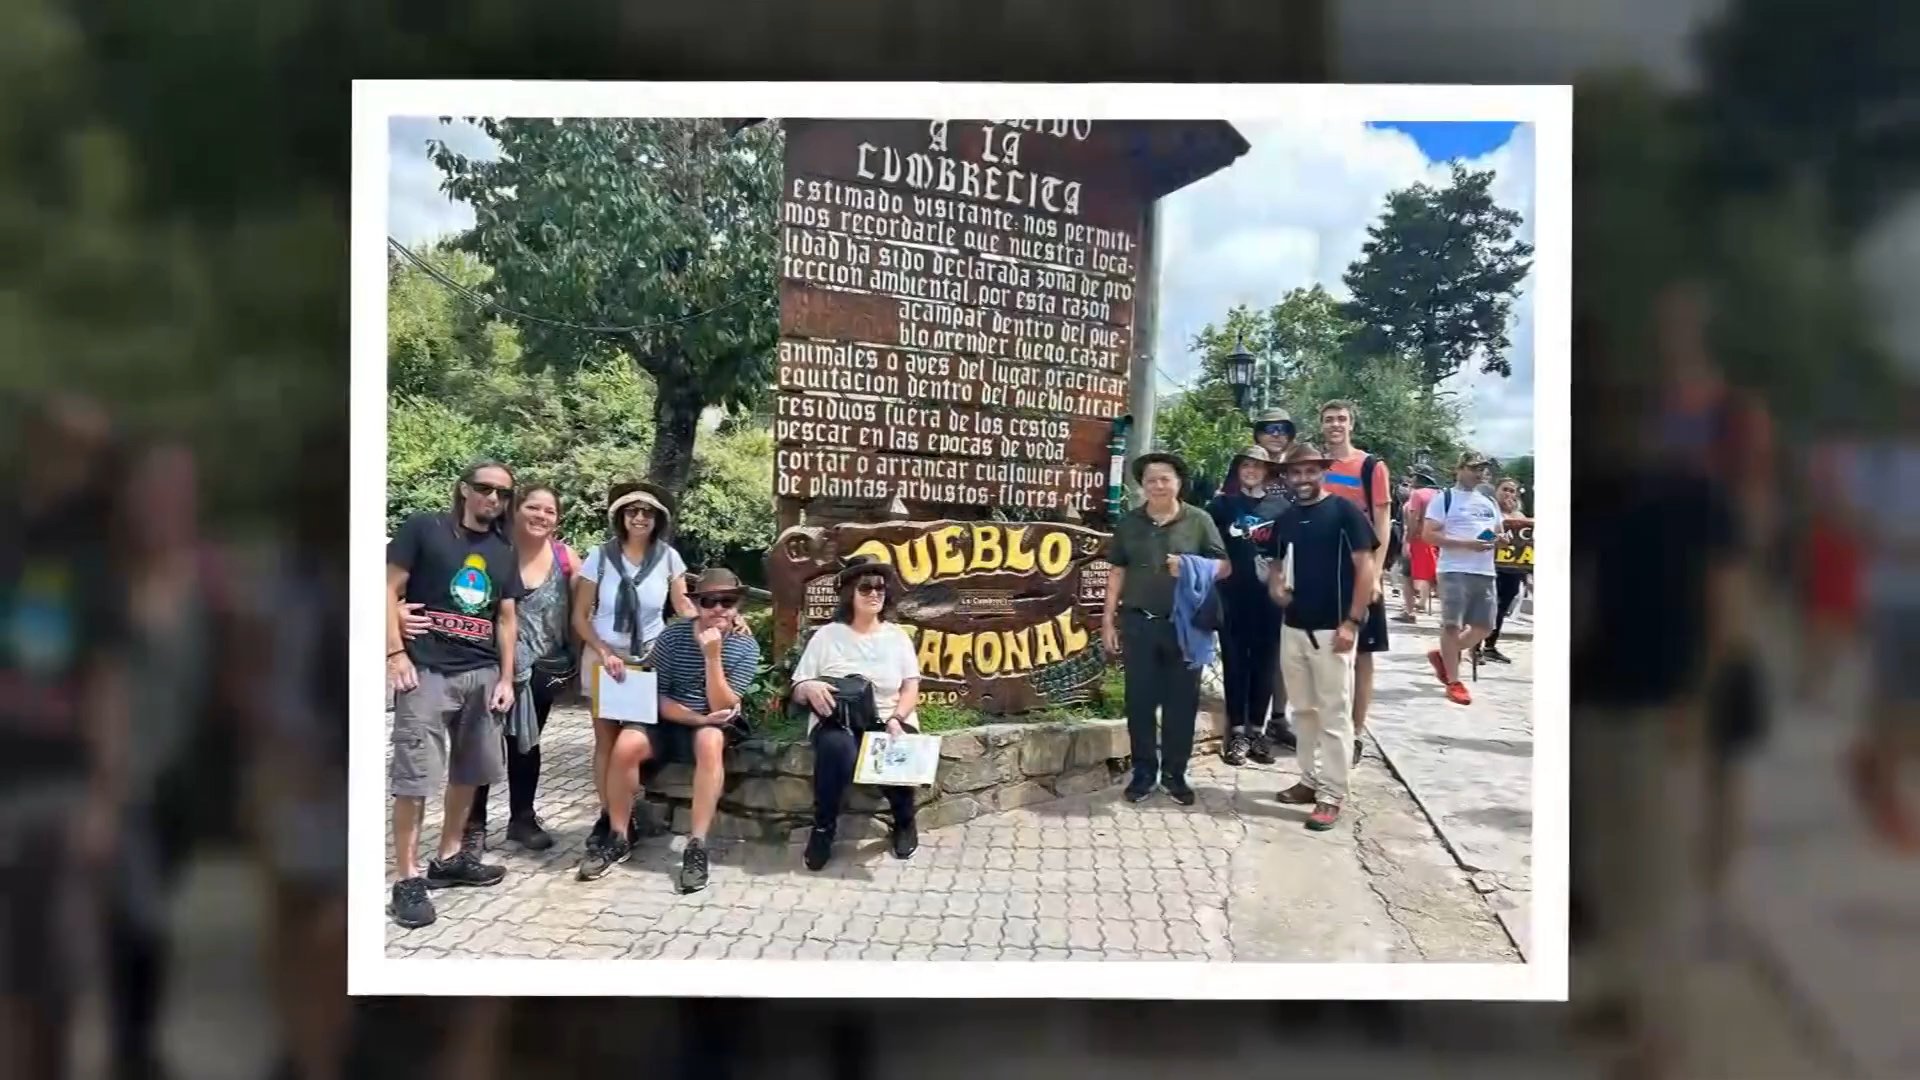 A LA
CUMBRECITA
estimado visitante: nos permiti-
mos recordarle que nuestra loca-
lidad ha sido declarada zona de pro
teccion ambiental, por esta razon
acampar dentro del pue-
blo, prender fuego, cazar
animales o aves del lugar, practicar
equitacion dentro del pueblo, tirar
residuos fuera de los cestos,
pescar en las epocas de veda,
cortar o arrancar cualquier tipo
de plantas-arbustos-flores-etc.
PUEBLO
La Cumbrecita